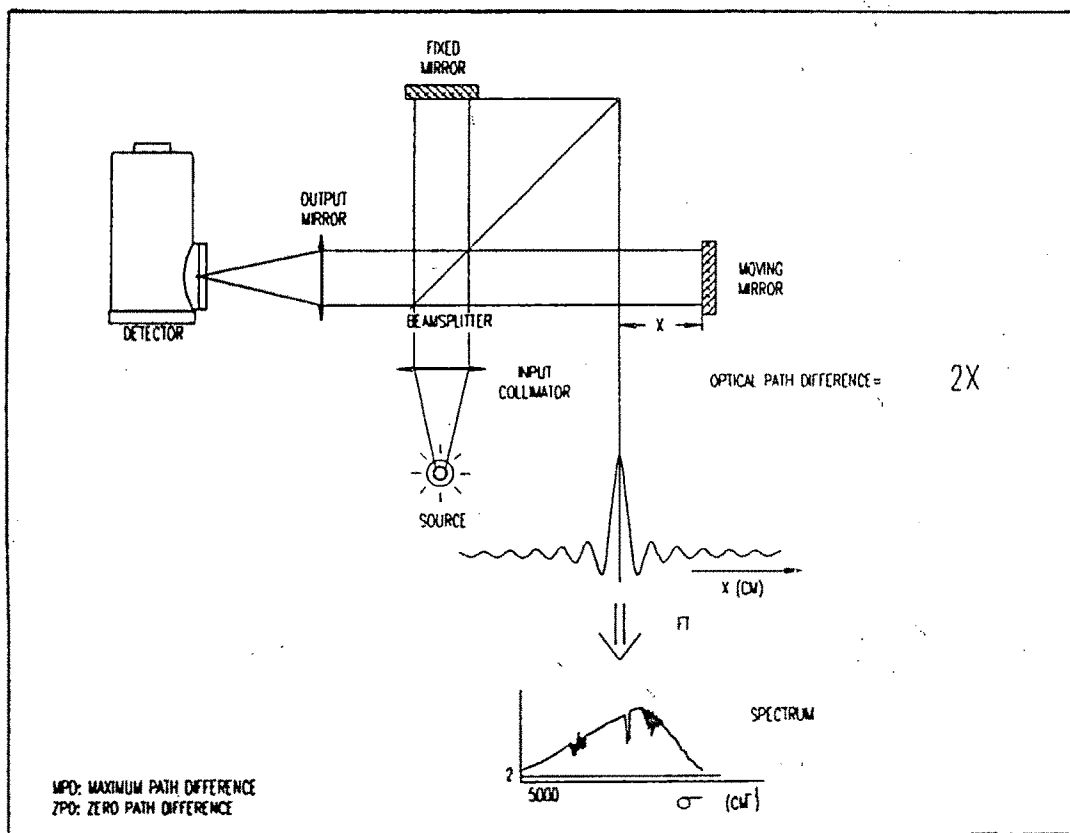 FIXED
MIRROR
OUTPUT
MIRROR
MOVING
MIRROR
DETECTOR
BEAMSPLITTER
X
INPUT
COLLIMATOR
OPTICAL PATH DIFFERENCE= 2X
SOURCE
X (CM)
FT
SPECTRUM
2
5000 σ (CM⁻¹)
MPD: MAXIMUM PATH DIFFERENCE
ZPD: ZERO PATH DIFFERENCE